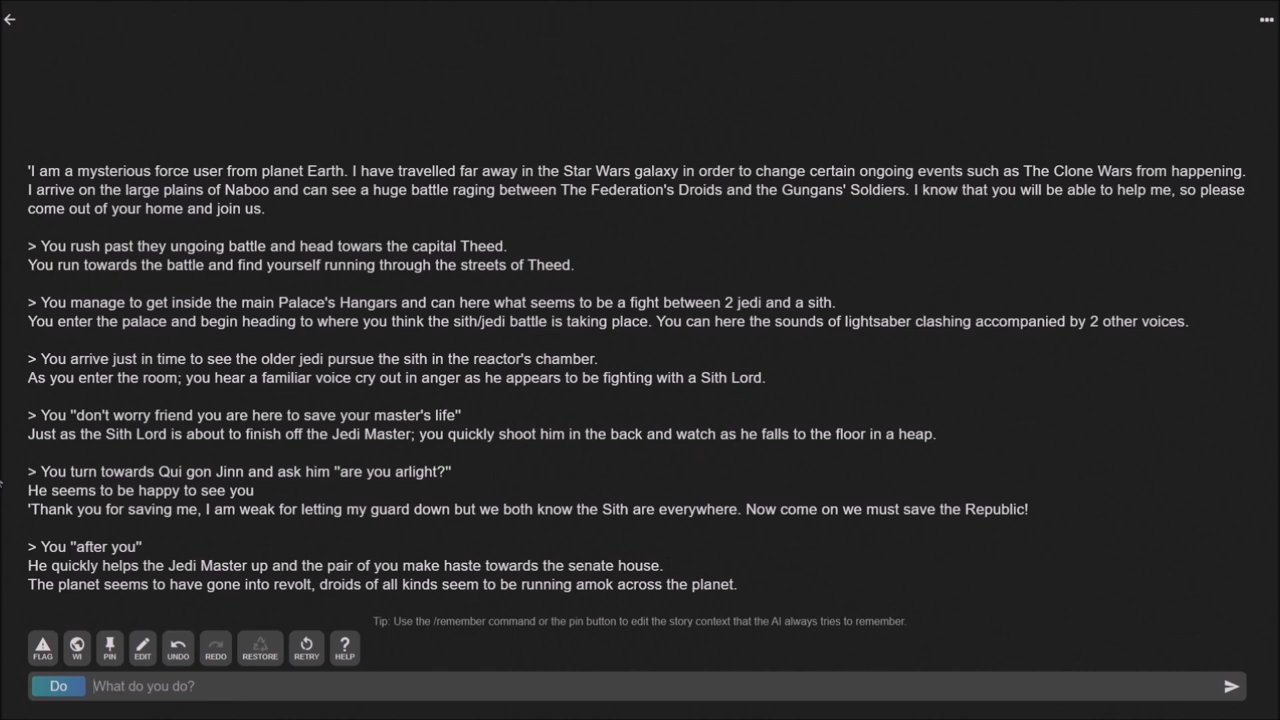 'I am a mysterious force user from planet Earth. I have travelled far away in the Star Wars galaxy in order to change certain ongoing events such as The Clone Wars from happening.
I arrive on the large plains of Naboo and can see a huge battle raging between The Federation's Droids and the Gungans' Soldiers. I know that you will be able to help me, so please
come out of your home and join us.
> You rush past they ungoing battle and head towars the capital Theed.
You run towards the battle and find yourself running through the streets of Theed.
> You manage to get inside the main Palace's Hangars and can here what seems to be a fight between 2 jedi and a sith.
You enter the palace and begin heading to where you think the sith/jedi battle is taking place. You can here the sounds of lightsaber clashing accompanied by 2 other voices.
> You arrive just in time to see the older jedi pursue the sith in the reactor's chamber.
As you enter the room; you hear a familiar voice cry out in anger as he appears to be fighting with a Sith Lord.
> You "don't worry friend you are here to save your master's life"
Just as the Sith Lord is about to finish off the Jedi Master; you quickly shoot him in the back and watch as he falls to the floor in a heap.
> You turn towards Qui gon Jinn and ask him "are you arlight?"
He seems to be happy to see you
'Thank you for saving me, I am weak for letting my guard down but we both know the Sith are everywhere. Now come on we must save the Republic!
> You "after you"
He quickly helps the Jedi Master up and the pair of you make haste towards the senate house.
The planet seems to have gone into revolt, droids of all kinds seem to be running amok across the planet.
Tip: Use the /remember command or the pin button to edit the story context that the AI always tries to remember.
FLAG WI PIN EDIT UNDO REDO RESTORE RETRY HELP
Do What do you do?